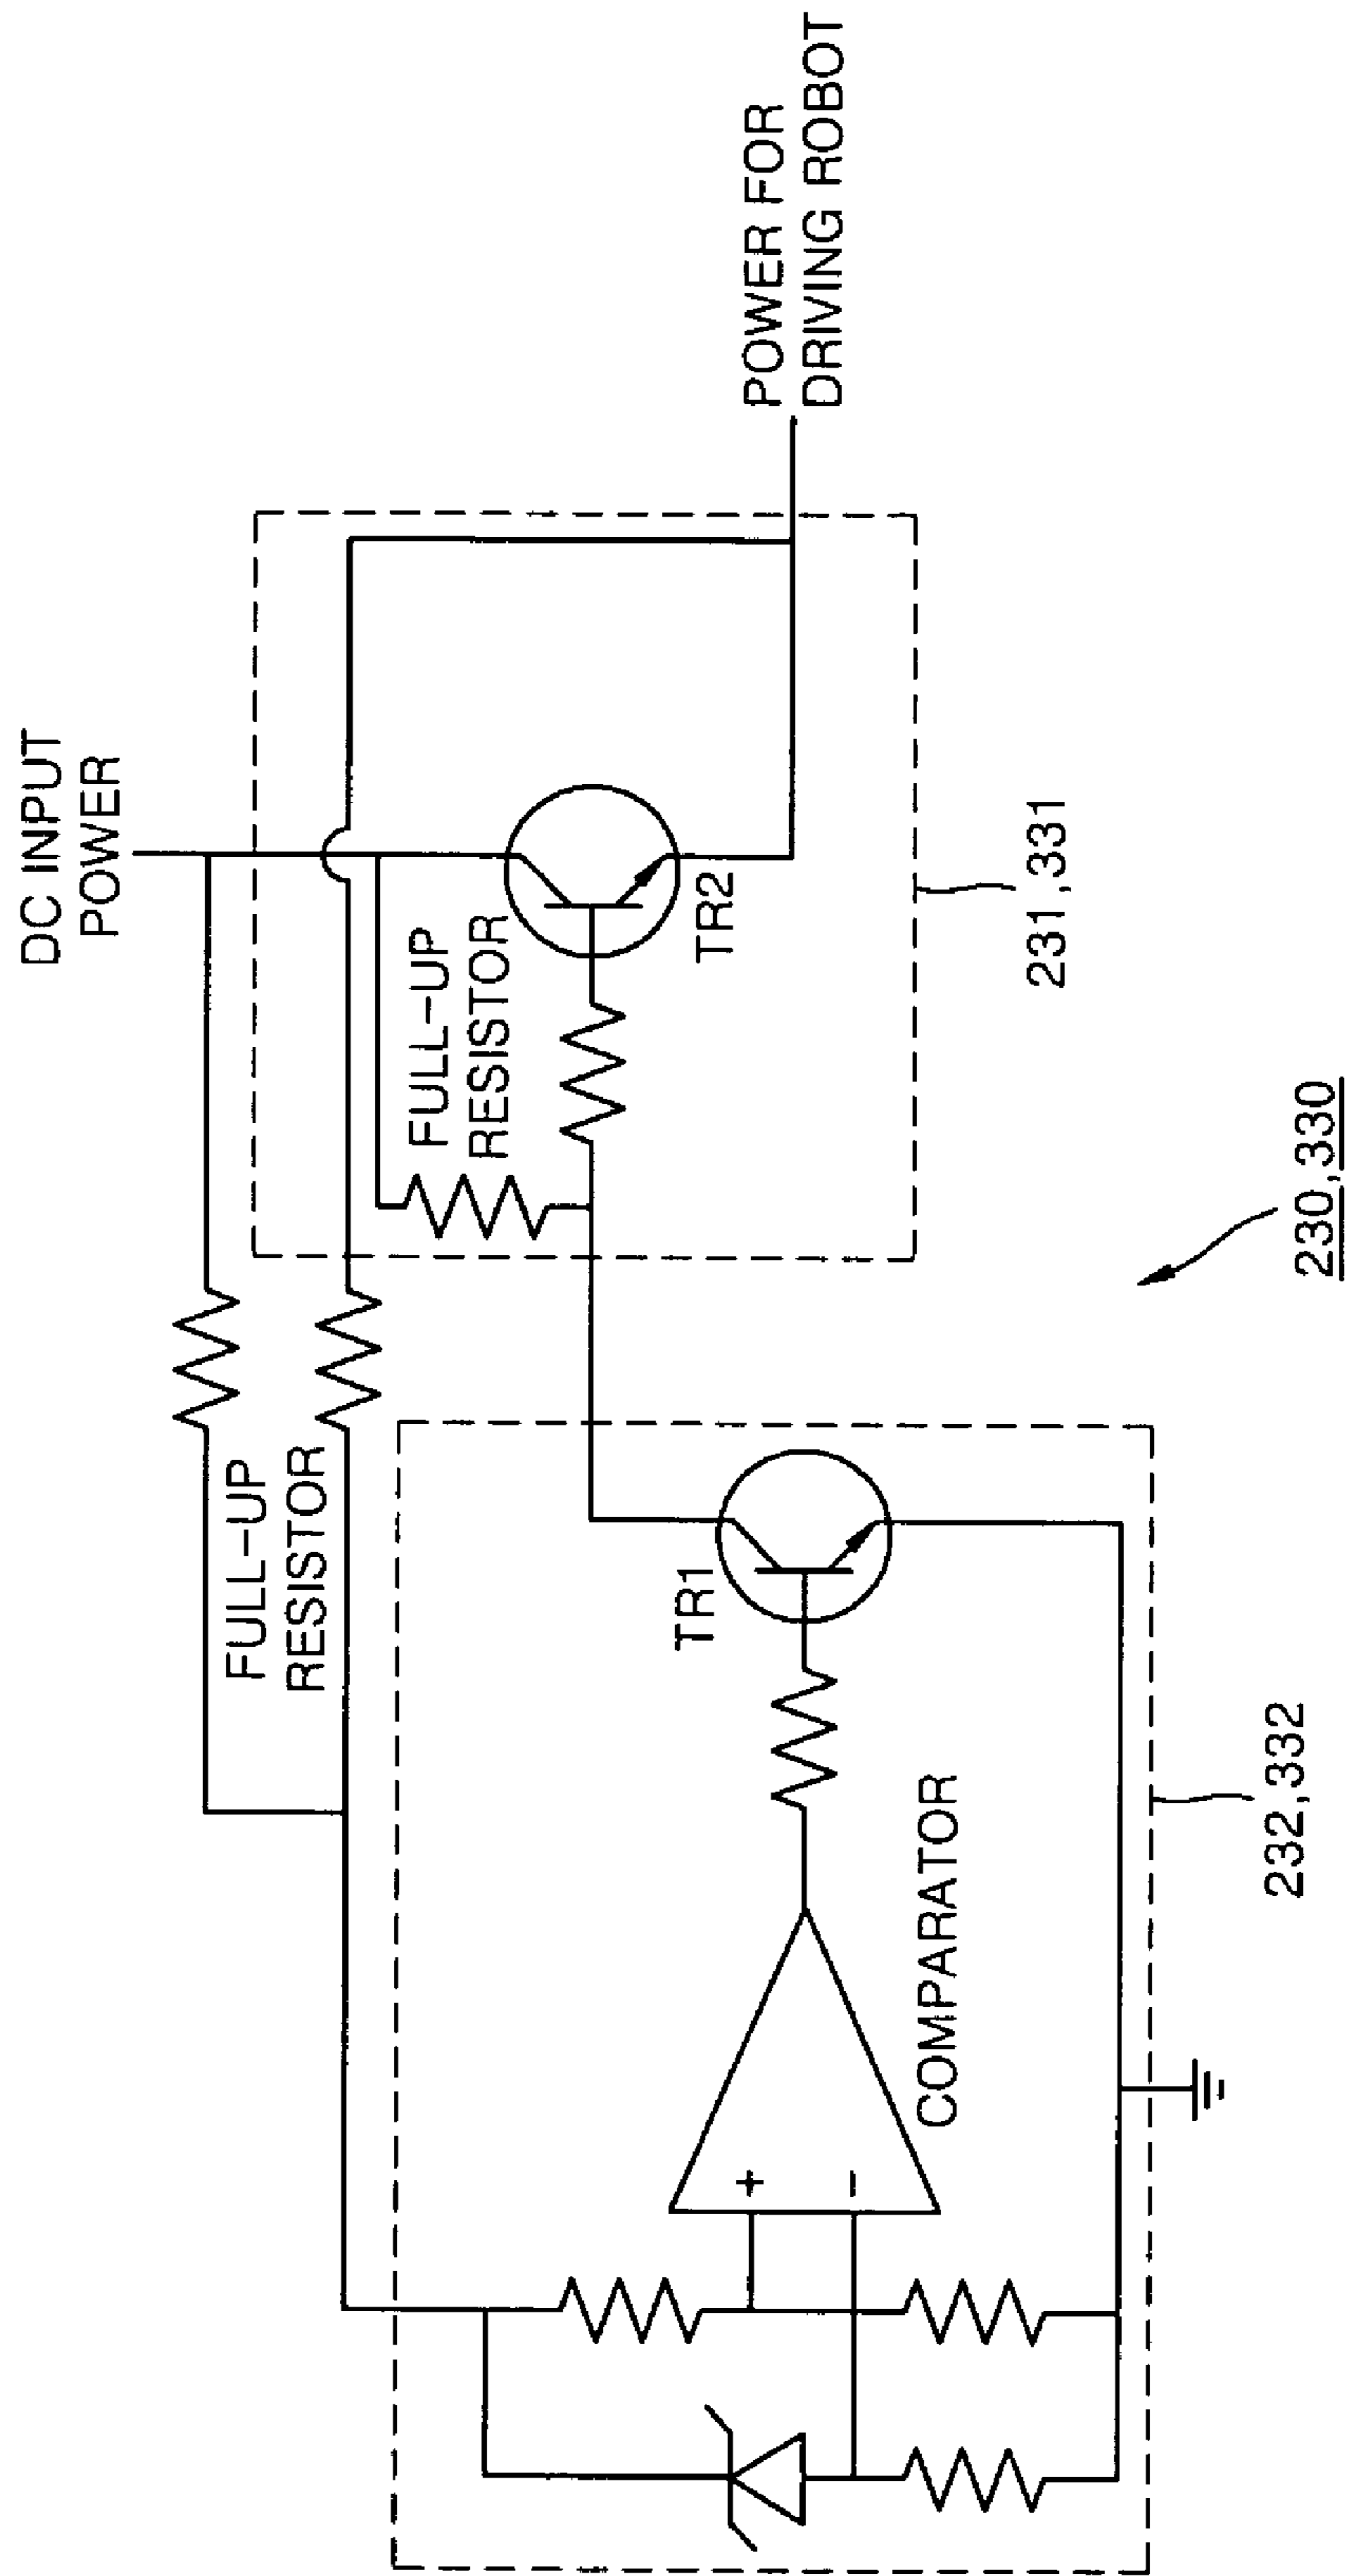 DC INPUT
POWER
POWER FOR
DRIVING ROBOT
FULL-UP
RESISTOR
TR2
231,331
FULL-UP
RESISTOR
TR1
230,330
COMPARATOR
+
-
232,332